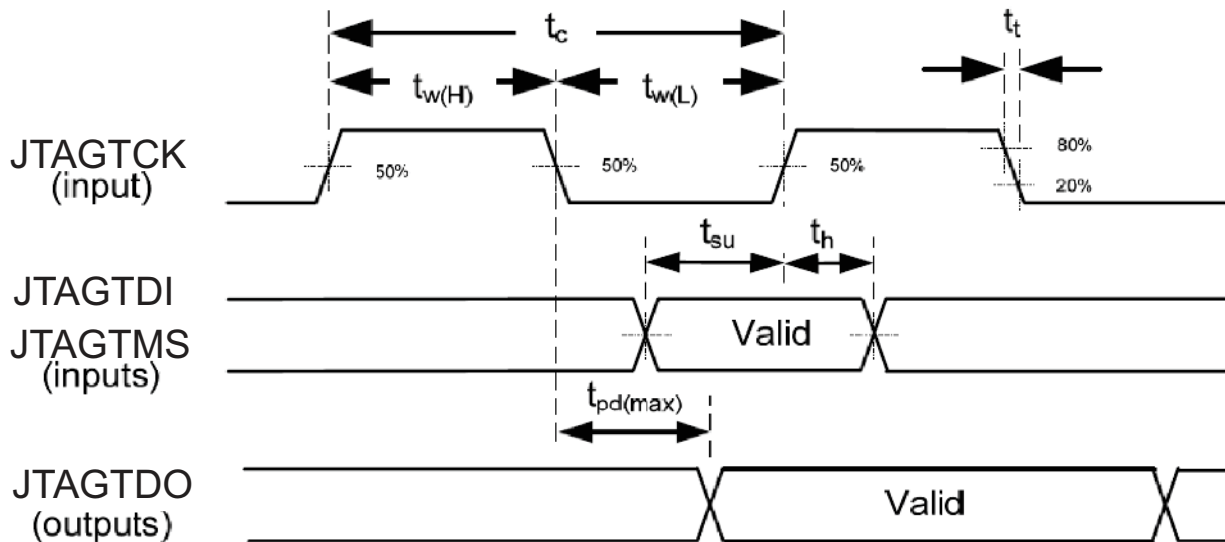 tc
tt
tw(H)
tw(L)
JTAGTCK
(input)
50%
50%
50%
80%
20%
tsu
th
JTAGTDI
JTAGTMS
(inputs)
Valid
tpd(max)
JTAGTDO
(outputs)
Valid